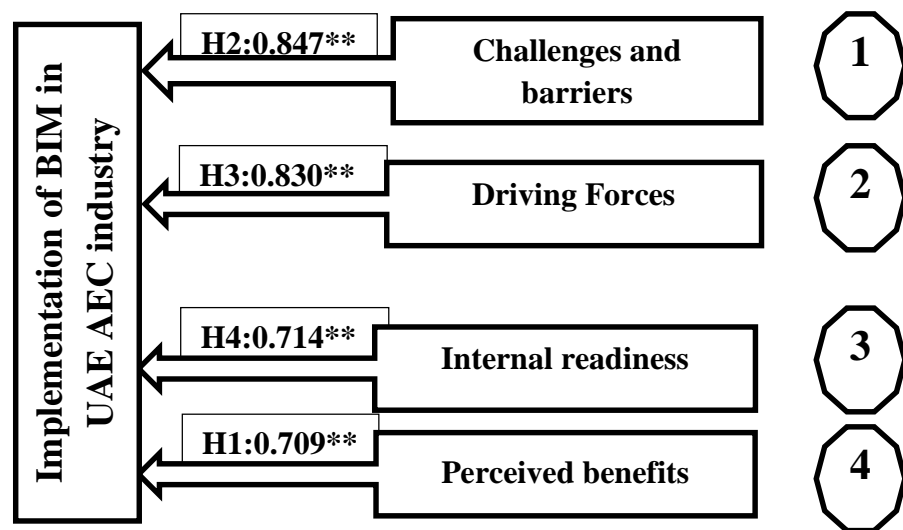 Implementation of BIM in
UAE AEC industry
H2:0.847**
Challenges and
barriers
1
H3:0.830**
Driving Forces
2
H4:0.714**
Internal readiness
3
H1:0.709**
Perceived benefits
4